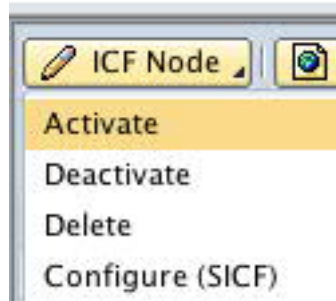 ICF Node
Activate
Deactivate
Delete
Configure (SICF)